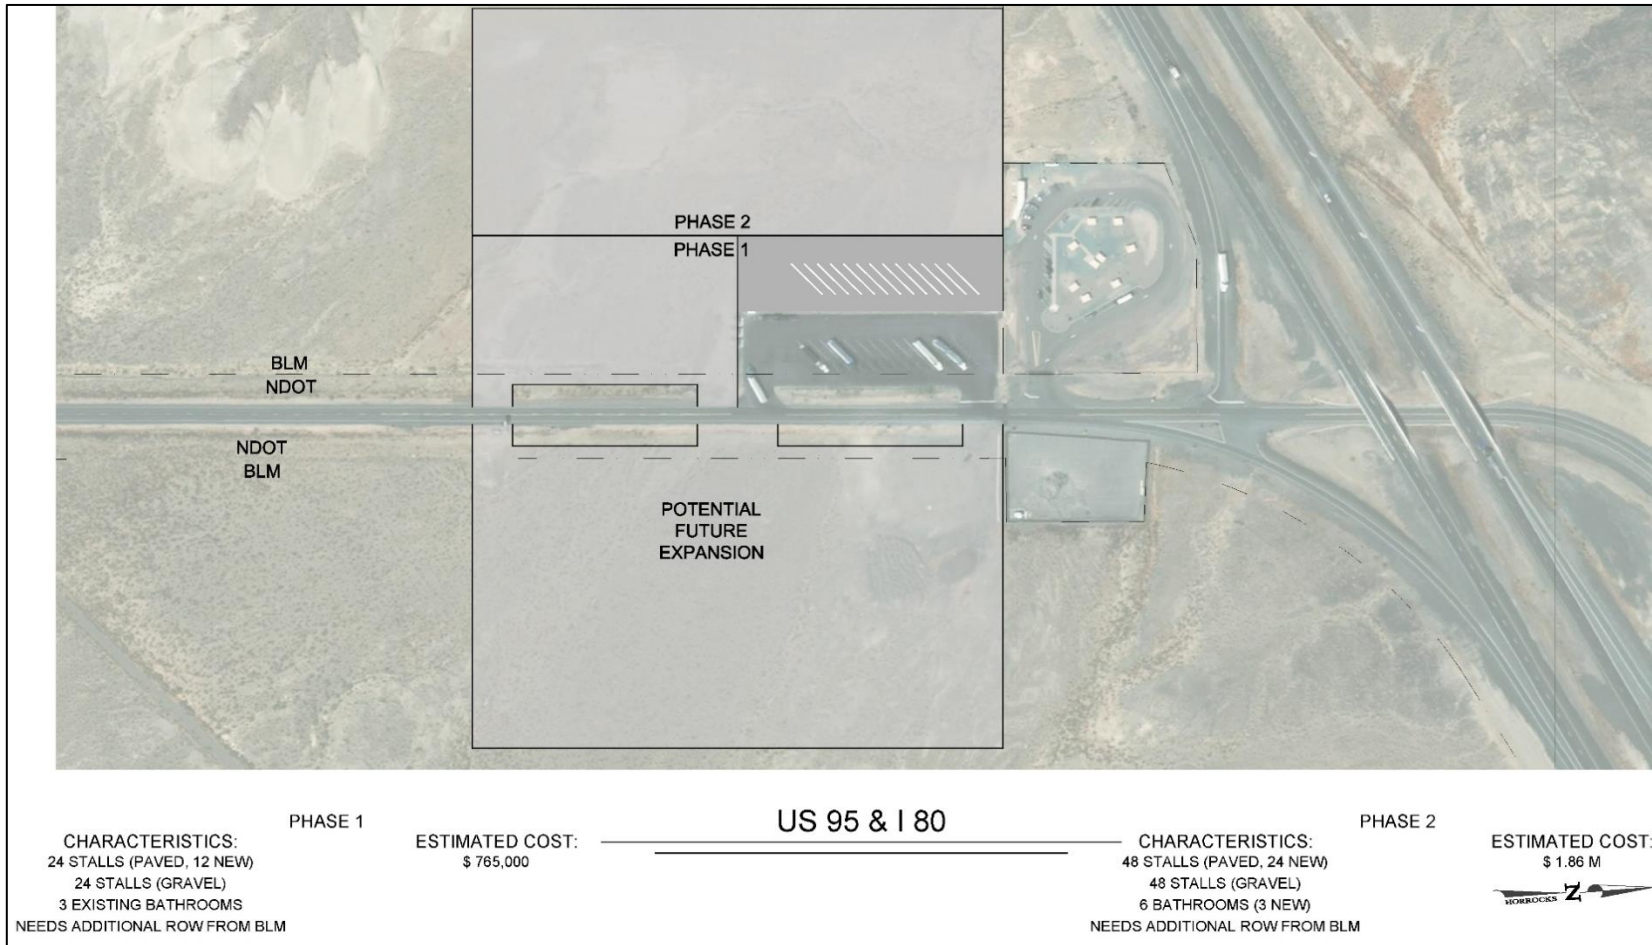 PHASE 2
PHASE 1
BLM
NDOT
NDOT
BLM
POTENTIAL
FUTURE
EXPANSION
US 95 & I 80
PHASE 1
CHARACTERISTICS:
24 STALLS (PAVED, 12 NEW)
24 STALLS (GRAVEL)
3 EXISTING BATHROOMS
NEEDS ADDITIONAL ROW FROM BLM
ESTIMATED COST:
$ 765,000
PHASE 2
CHARACTERISTICS:
48 STALLS (PAVED, 24 NEW)
48 STALLS (GRAVEL)
6 BATHROOMS (3 NEW)
NEEDS ADDITIONAL ROW FROM BLM
ESTIMATED COST:
$ 1.86 M
HORROCKS
Z